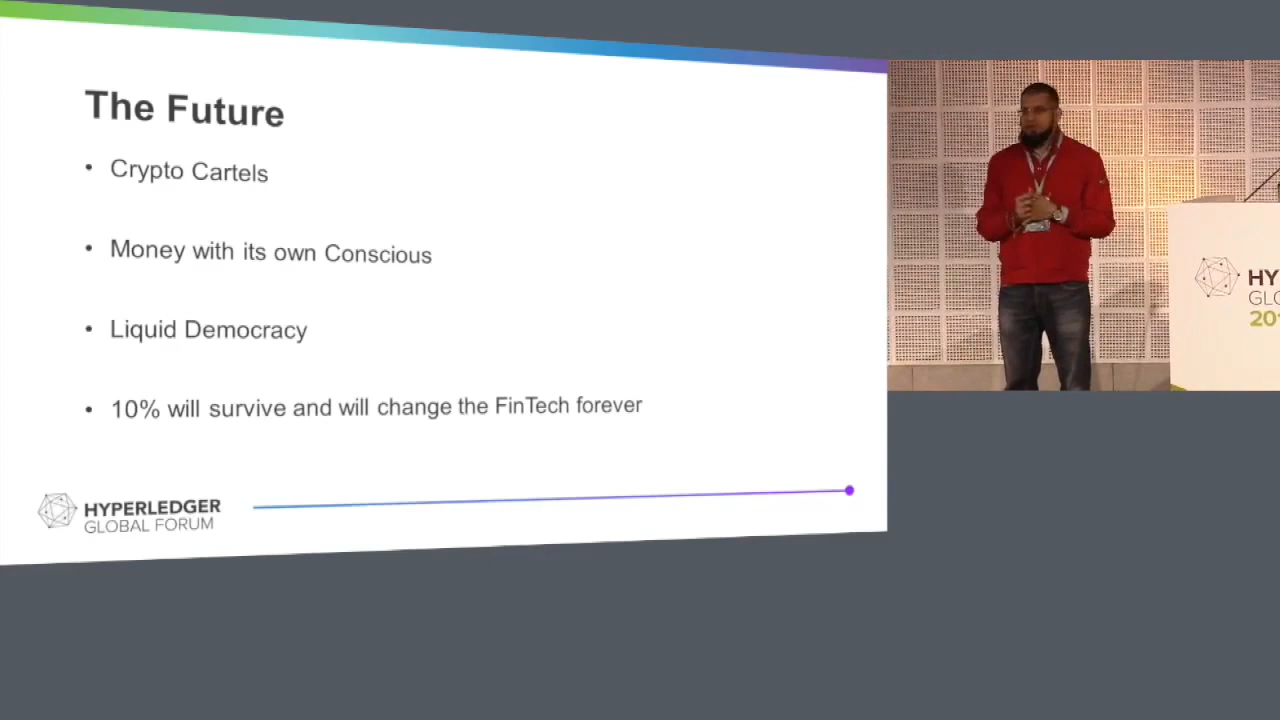 The Future
• Crypto Cartels
• Money with its own Conscious
• Liquid Democracy
• 10% will survive and will change the FinTech forever
HYPERLEDGER
GLOBAL FORUM